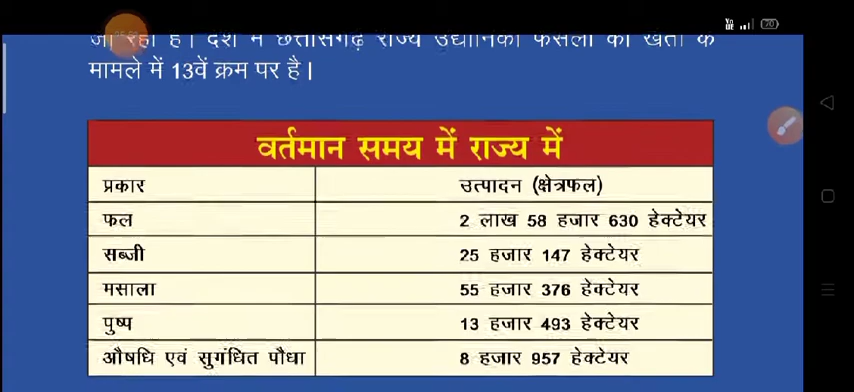 जा रही है। देश में छत्तीसगढ़ राज्य उद्यानिकी फसलों की खेती के
मामले में 13वें क्रम पर है।
वर्तमान समय में राज्य में
प्रकार उत्पादन (क्षेत्रफल)
फल 2 लाख 58 हजार 630 हेक्टेयर
सब्जी 25 हजार 147 हेक्टेयर
मसाला 55 हजार 376 हेक्टेयर
पुष्प 13 हजार 493 हेक्टेयर
औषधि एवं सुगंधित पौधा 8 हजार 957 हेक्टेयर